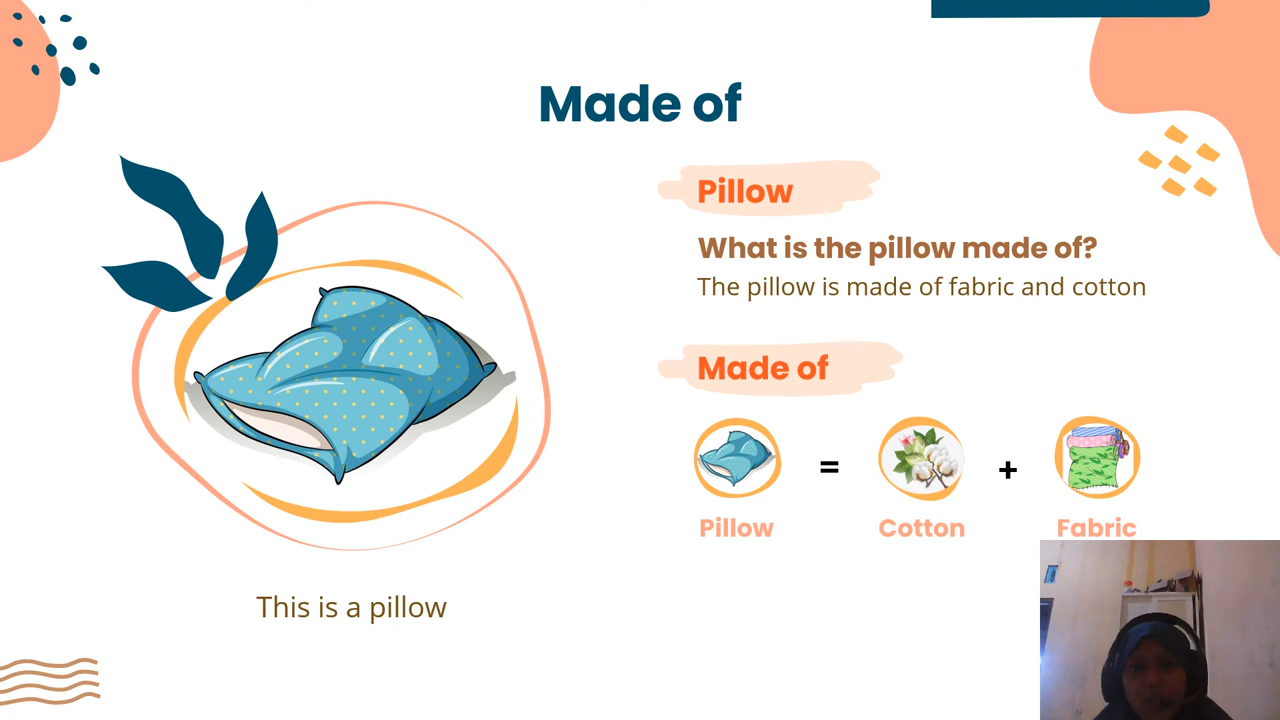 Made of
Pillow
What is the pillow made of?
The pillow is made of fabric and cotton
Made of
=
+
Pillow
Cotton
Fabric
This is a pillow